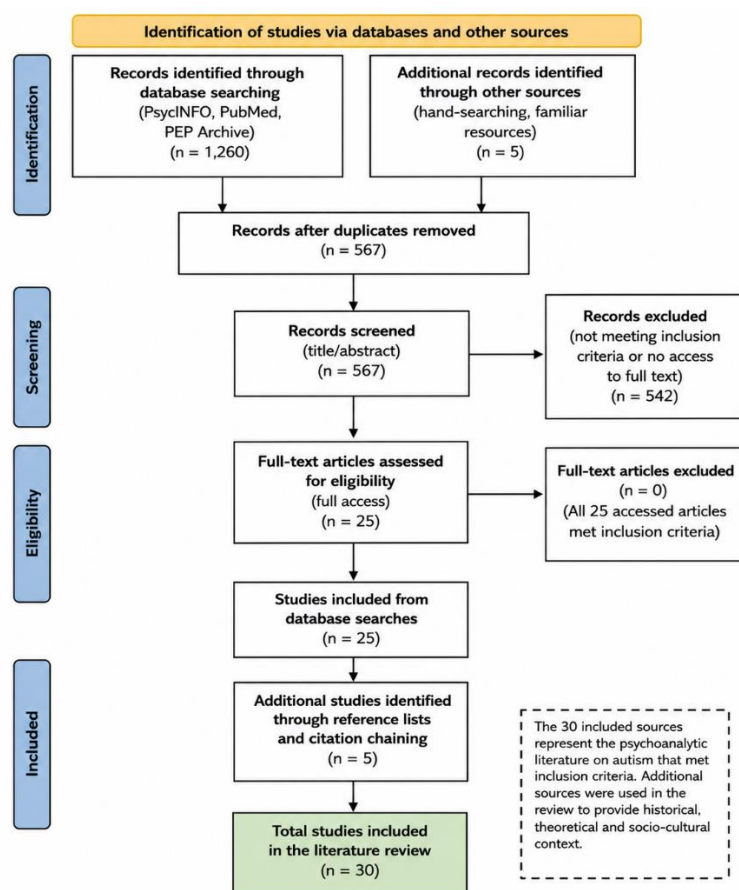 Identification of studies via databases and other sources
Identification
Records identified through
database searching
(PsycINFO, PubMed,
PEP Archive)
(n = 1,260)
Additional records identified
through other sources
(hand-searching, familiar
resources)
(n = 5)
Records after duplicates removed
(n = 567)
Screening
Records screened
(title/abstract)
(n = 567)
Records excluded
(not meeting inclusion
criteria or no access
to full text)
(n = 542)
Eligibility
Full-text articles assessed
for eligibility
(full access)
(n = 25)
Full-text articles excluded
(n = 0)
(All 25 accessed articles
met inclusion criteria)
Studies included from
database searches
(n = 25)
Included
Additional studies identified
through reference lists
and citation chaining
(n = 5)
Total studies included
in the literature review
(n = 30)
The 30 included sources
represent the psychoanalytic
literature on autism that met
inclusion criteria. Additional
sources were used in the
review to provide historical,
theoretical and socio-cultural
context.